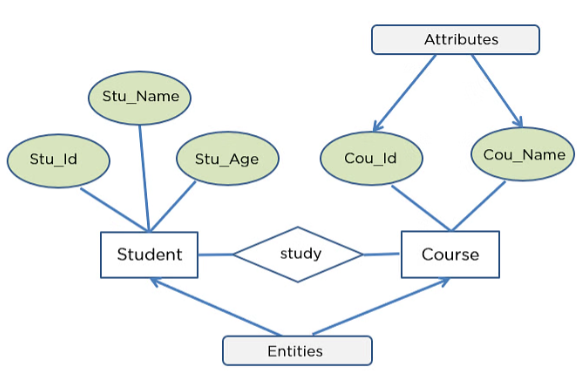 Attributes
Stu_Name
Stu_Id
Stu_Age
Cou_Id
Cou_Name
Student
study
Course
Entities